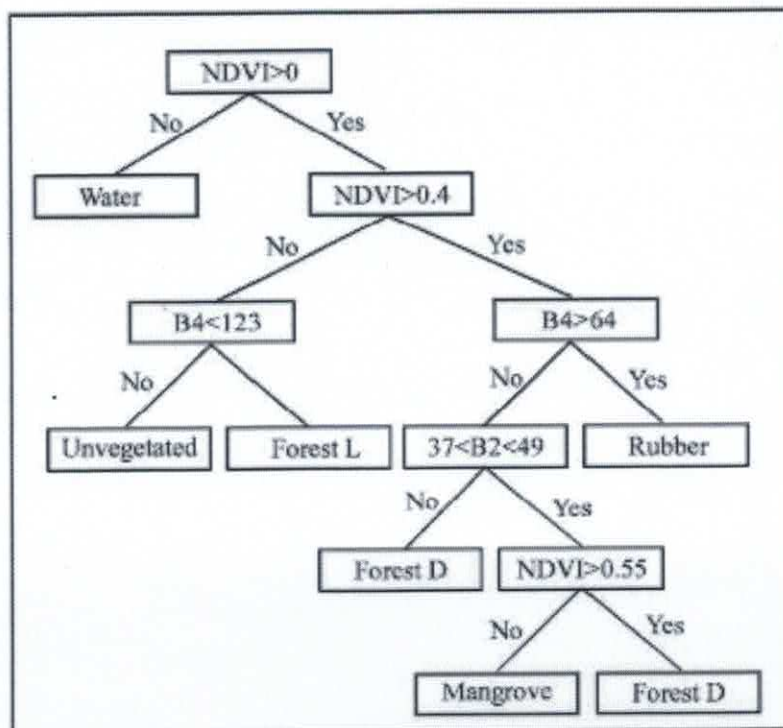 NDVI>0
No
Yes
Water
NDVI>0.4
No
Yes
B4<123
B4>64
No
No
Yes
Unvegetated
Forest L
37<B2<49
Rubber
No
Yes
Forest D
NDVI>0.55
No
Yes
Mangrove
Forest D